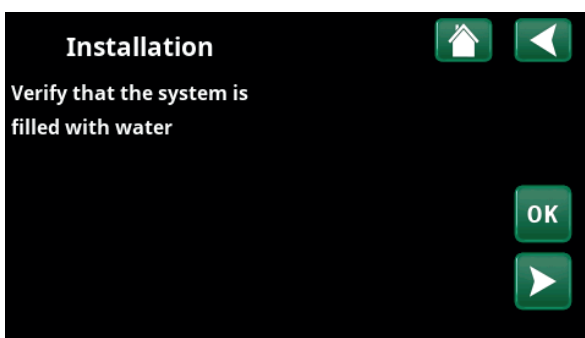 Installation
Verify that the system is
filled with water
OK